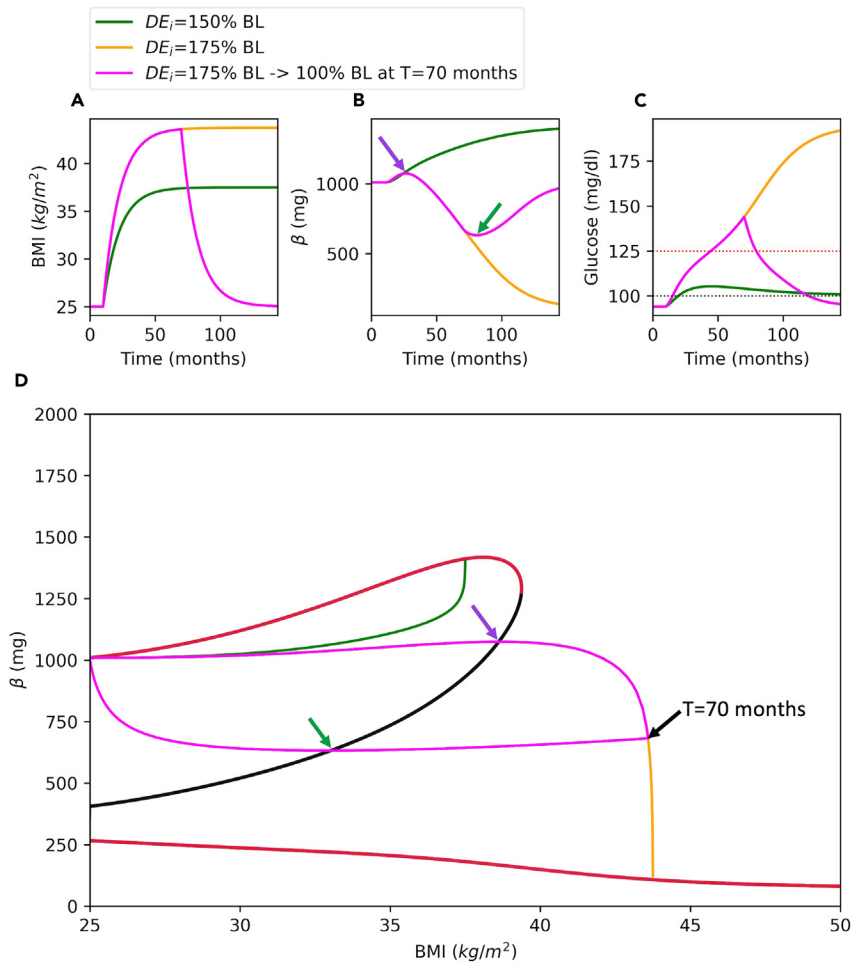 DEi=150% BL
DEi=175% BL
DEi=175% BL -> 100% BL at T=70 months
A
B
C
BMI (kg/m²)
40
35
30
25
0
50
100
Time (months)
β (mg)
1000
500
0
50
100
Time (months)
Glucose (mg/dl)
175
150
125
100
0
50
100
Time (months)
D
2000
1750
1500
1250
1000
750
500
250
0
β (mg)
T=70 months
25
30
35
40
45
50
BMI (kg/m²)